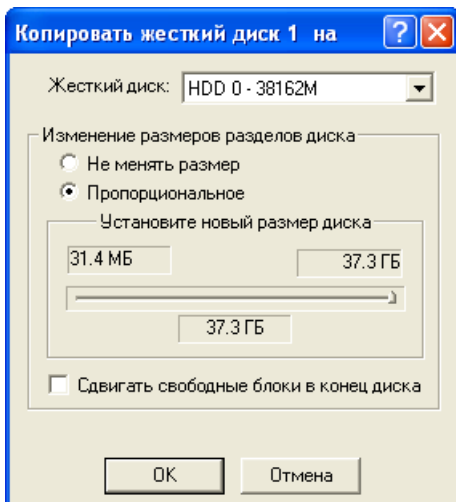 Копировать жесткий диск 1 на
Жесткий диск: HDD 0 - 38162M
Изменение размеров разделов диска
Не менять размер
Пропорциональное
Установите новый размер диска
31.4 МБ 37.3 ГБ
37.3 ГБ
Сдвигать свободные блоки в конец диска
OK Отмена